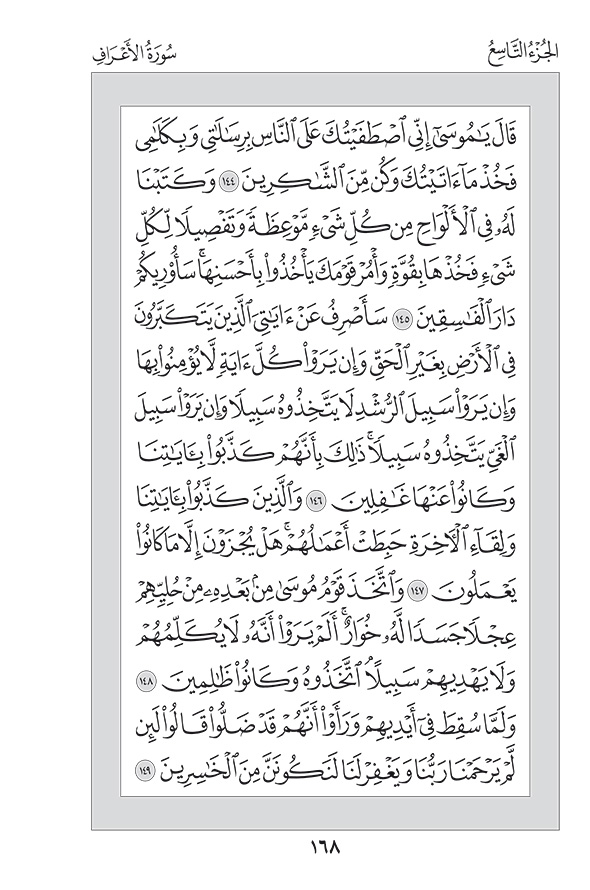 الجُزْءُ التَّاسِعُ
سُورَةُ الأَعْرَافِ
قَالَ يَٰمُوسَىٰٓ إِنِّي ٱصْطَفَيْتُكَ عَلَى ٱلنَّاسِ بِرِسَٰلَٰتِي وَبِكَلَٰمِي
فَخُذْ مَآ ءَاتَيْتُكَ وَكُن مِّنَ ٱلشَّٰكِرِينَ ١٤٤ وَكَتَبْنَا
لَهُۥ فِي ٱلْأَلْوَاحِ مِن كُلِّ شَيْءٍ مَّوْعِظَةً وَتَفْصِيلًا لِّكُلِّ
شَيْءٍ فَخُذْهَا بِقُوَّةٍ وَأْمُرْ قَوْمَكَ يَأْخُذُوا۟ بِأَحْسَنِهَاۚ سَأُو۟رِيكُمْ
دَارَ ٱلْفَٰسِقِينَ ١٤٥ سَأَصْرِفُ عَنْ ءَايَٰتِيَ ٱلَّذِينَ يَتَكَبَّرُونَ
فِي ٱلْأَرْضِ بِغَيْرِ ٱلْحَقِّ وَإِن يَرَوْا۟ كُلَّ ءَايَةٍ لَّا يُؤْمِنُوا۟ بِهَا
وَإِن يَرَوْا۟ سَبِيلَ ٱلرُّشْدِ لَا يَتَّخِذُوهُ سَبِيلًا وَإِن يَرَوْا۟ سَبِيلَ
ٱلْغَيِّ يَتَّخِذُوهُ سَبِيلًاۚ ذَٰلِكَ بِأَنَّهُمْ كَذَّبُوا۟ بِـَٔايَٰتِنَا
وَكَانُوا۟ عَنْهَا غَٰفِلِينَ ١٤٦ وَٱلَّذِينَ كَذَّبُوا۟ بِـَٔايَٰتِنَا
وَلِقَآءِ ٱلْـَٔاخِرَةِ حَبِطَتْ أَعْمَٰلُهُمْۚ هَلْ يُجْزَوْنَ إِلَّا مَا كَانُوا۟
يَعْمَلُونَ ١٤٧ وَٱتَّخَذَ قَوْمُ مُوسَىٰ مِنۢ بَعْدِهِۦ مِنْ حُلِيِّهِمْ
عِجْلًا جَسَدًا لَّهُۥ خُوَارٌۚ أَلَمْ يَرَوْا۟ أَنَّهُۥ لَا يُكَلِّمُهُمْ
وَلَا يَهْدِيهِمْ سَبِيلًاۘ ٱتَّخَذُوهُ وَكَانُوا۟ ظَٰلِمِينَ ١٤٨
وَلَمَّا سُقِطَ فِيٓ أَيْدِيهِمْ وَرَأَوْا۟ أَنَّهُمْ قَدْ ضَلُّوا۟ قَالُوا۟ لَئِن
لَّمْ يَرْحَمْنَا رَبُّنَا وَيَغْفِرْ لَنَا لَنَكُونَنَّ مِنَ ٱلْخَٰسِرِينَ ١٤٩
١٦٨